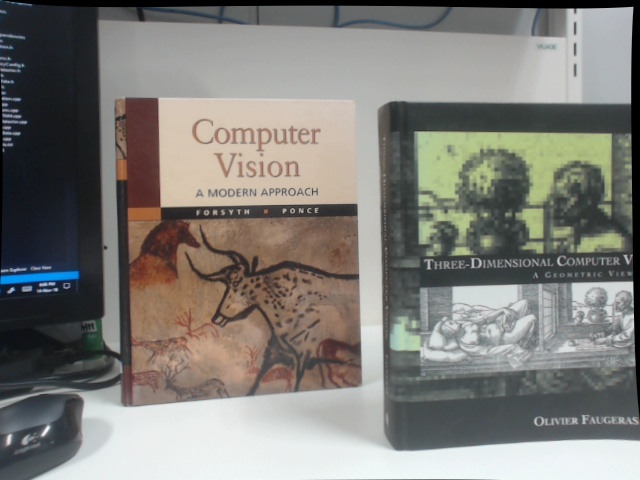 Computer
Vision
A MODERN APPROACH
FORSYTH PONCE
THREE-DIMENSIONAL COMPUTER V
A GEOMETRIC VIEW
OLIVIER FAUGERAS